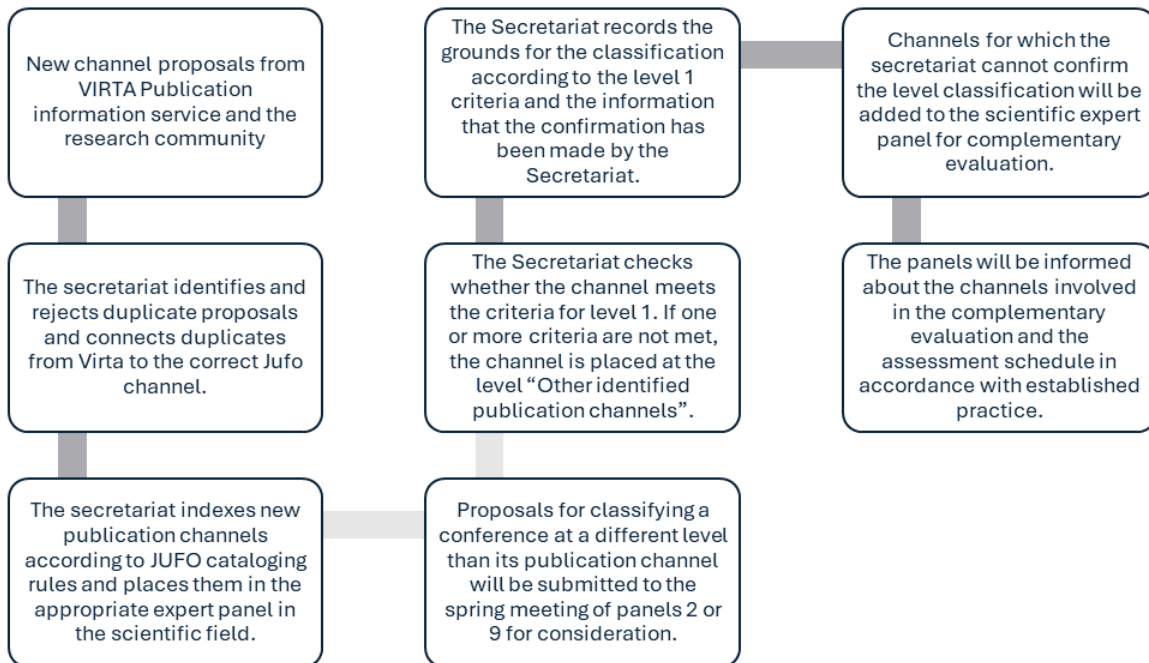 New channel proposals from
VIRTA Publication
information service and the
research community
The secretariat identifies and
rejects duplicate proposals
and connects duplicates
from Virta to the correct Jufo
channel.
The secretariat indexes new
publication channels
according to JUFO cataloging
rules and places them in the
appropriate expert panel in
the scientific field.
Proposals for classifying a
conference at a different level
than its publication channel
will be submitted to the
spring meeting of panels 2 or
9 for consideration.
The Secretariat checks
whether the channel meets
the criteria for level 1. If one
or more criteria are not met,
the channel is placed at the
level “Other identified
publication channels”.
The Secretariat records the
grounds for the classification
according to the level 1
criteria and the information
that the confirmation has
been made by the
Secretariat.
Channels for which the
secretariat cannot confirm
the level classification will be
added to the scientific expert
panel for complementary
evaluation.
The panels will be informed
about the channels involved
in the complementary
evaluation and the
assessment schedule in
accordance with established
practice.